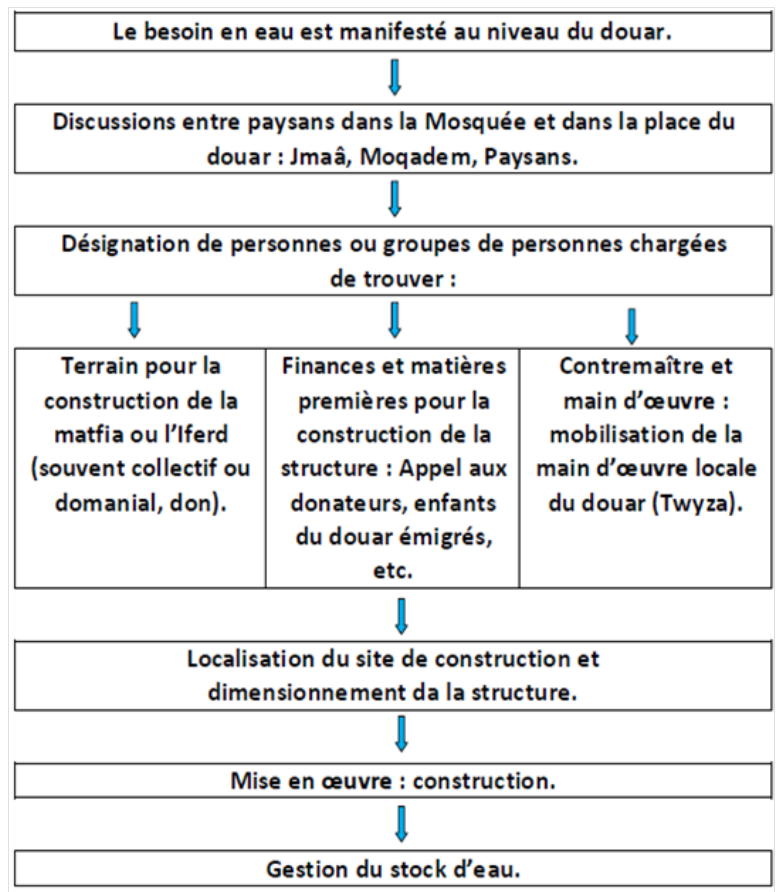 Le besoin en eau est manifesté au niveau du douar.
Discussions entre paysans dans la Mosquée et dans la place du
douar : Jmaâ, Moqadem, Paysans.
Désignation de personnes ou groupes de personnes chargées
de trouver :
Terrain pour la
construction de la
matfia ou l'Iferd
(souvent collectif ou
domanial, don).
Finances et matières
premières pour la
construction de la
structure : Appel aux
donateurs, enfants
du douar émigrés,
etc.
Contremaître et
main d'œuvre :
mobilisation de la
main d'œuvre locale
du douar (Twyza).
Localisation du site de construction et
dimensionnement da la structure.
Mise en œuvre : construction.
Gestion du stock d'eau.